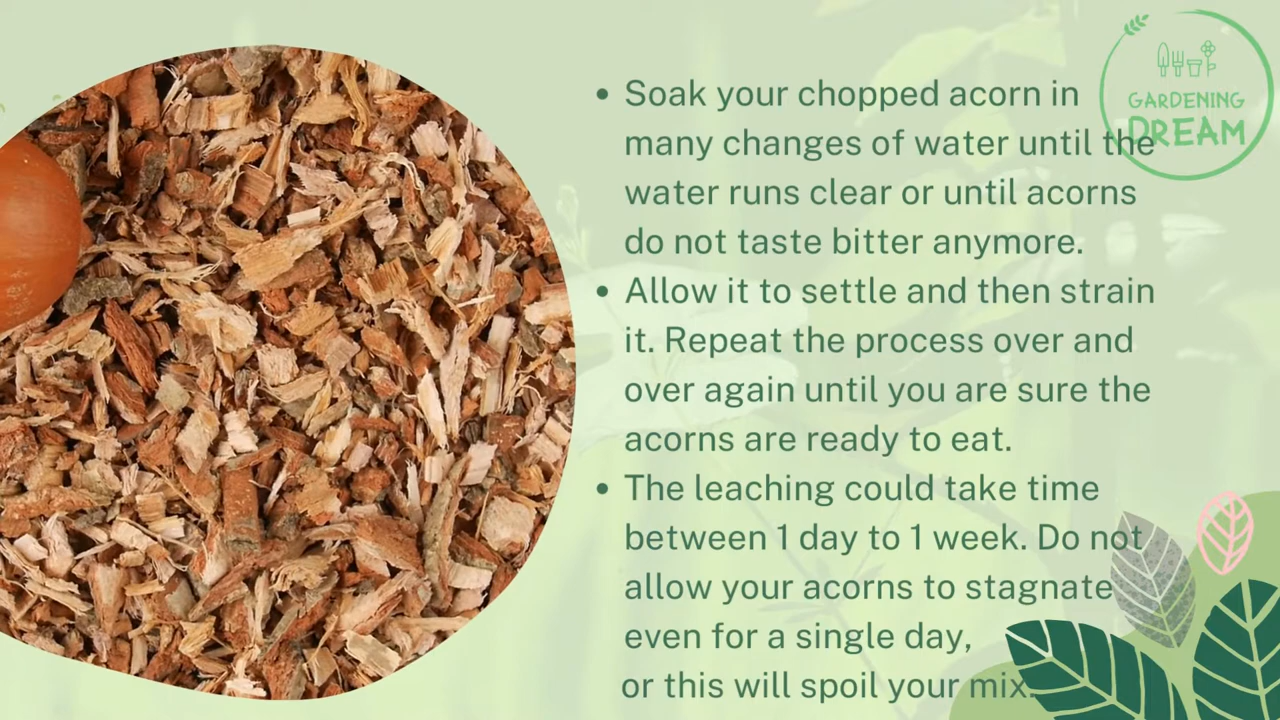 GARDENING
DREAM
• Soak your chopped acorn in
many changes of water until the
water runs clear or until acorns
do not taste bitter anymore.
• Allow it to settle and then strain
it. Repeat the process over and
over again until you are sure the
acorns are ready to eat.
• The leaching could take time
between 1 day to 1 week. Do not
allow your acorns to stagnate
even for a single day,
or this will spoil your mix.